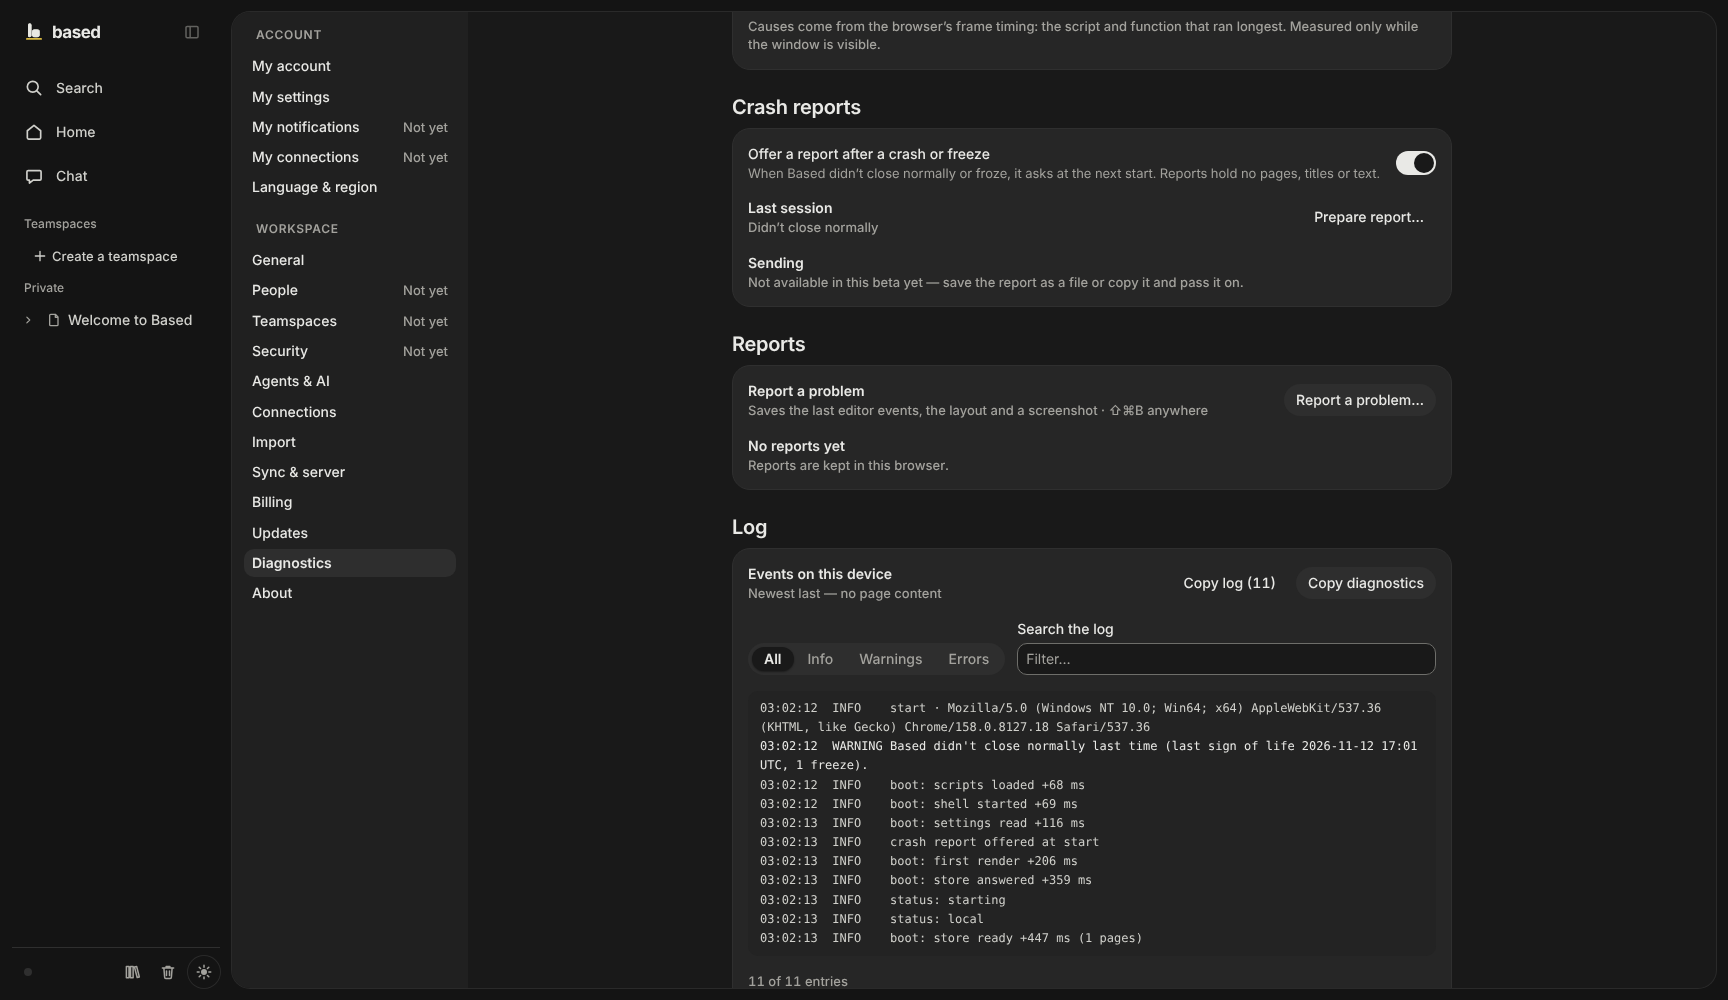 based
Search
Home
Chat
Teamspaces
Create a teamspace
Private
Welcome to Based
ACCOUNT
My account
My settings
My notifications Not yet
My connections Not yet
Language & region
WORKSPACE
General
People Not yet
Teamspaces Not yet
Security Not yet
Agents & AI
Connections
Import
Sync & server
Billing
Updates
Diagnostics
About
Causes come from the browser’s frame timing: the script and function that ran longest. Measured only while
the window is visible.
Crash reports
Offer a report after a crash or freeze
When Based didn’t close normally or froze, it asks at the next start. Reports hold no pages, titles or text.
Last session
Didn’t close normally
Prepare report…
Sending
Not available in this beta yet — save the report as a file or copy it and pass it on.
Reports
Report a problem
Saves the last editor events, the layout and a screenshot · ⇧⌘B anywhere
Report a problem…
No reports yet
Reports are kept in this browser.
Log
Events on this device
Newest last — no page content
Copy log (11) Copy diagnostics
Search the log
All Info Warnings Errors
Filter…
03:02:12 INFO start · Mozilla/5.0 (Windows NT 10.0; Win64; x64) AppleWebKit/537.36
(KHTML, like Gecko) Chrome/158.0.8127.18 Safari/537.36
03:02:12 WARNING Based didn't close normally last time (last sign of life 2026-11-12 17:01
UTC, 1 freeze).
03:02:12 INFO boot: scripts loaded +68 ms
03:02:12 INFO boot: shell started +69 ms
03:02:13 INFO boot: settings read +116 ms
03:02:13 INFO crash report offered at start
03:02:13 INFO boot: first render +206 ms
03:02:13 INFO boot: store answered +359 ms
03:02:13 INFO status: starting
03:02:13 INFO status: local
03:02:13 INFO boot: store ready +447 ms (1 pages)
11 of 11 entries